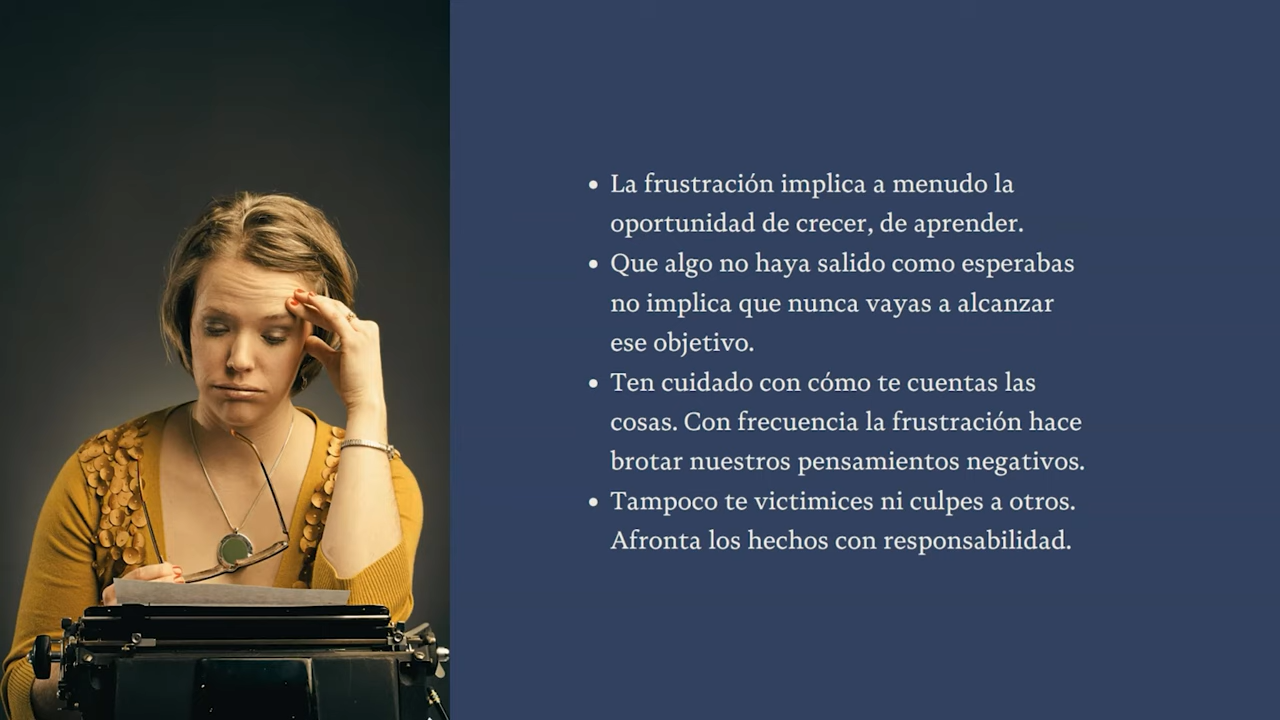 • La frustración implica a menudo la
oportunidad de crecer, de aprender.
• Que algo no haya salido como esperabas
no implica que nunca vayas a alcanzar
ese objetivo.
• Ten cuidado con cómo te cuentas las
cosas. Con frecuencia la frustración hace
brotar nuestros pensamientos negativos.
• Tampoco te victimices ni culpes a otros.
Afronta los hechos con responsabilidad.